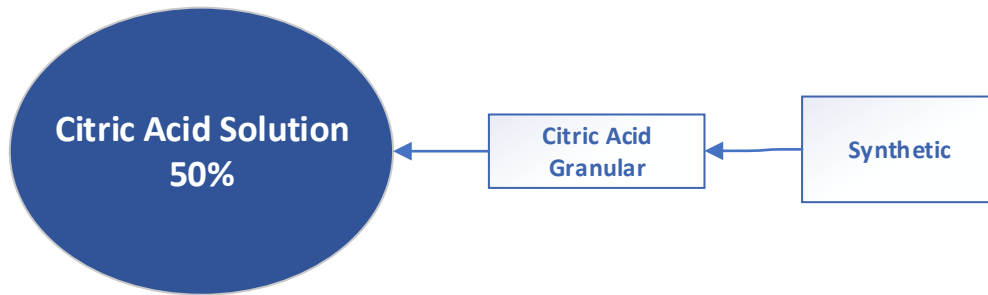 Citric Acid Solution
50%
Citric Acid
Granular
Synthetic